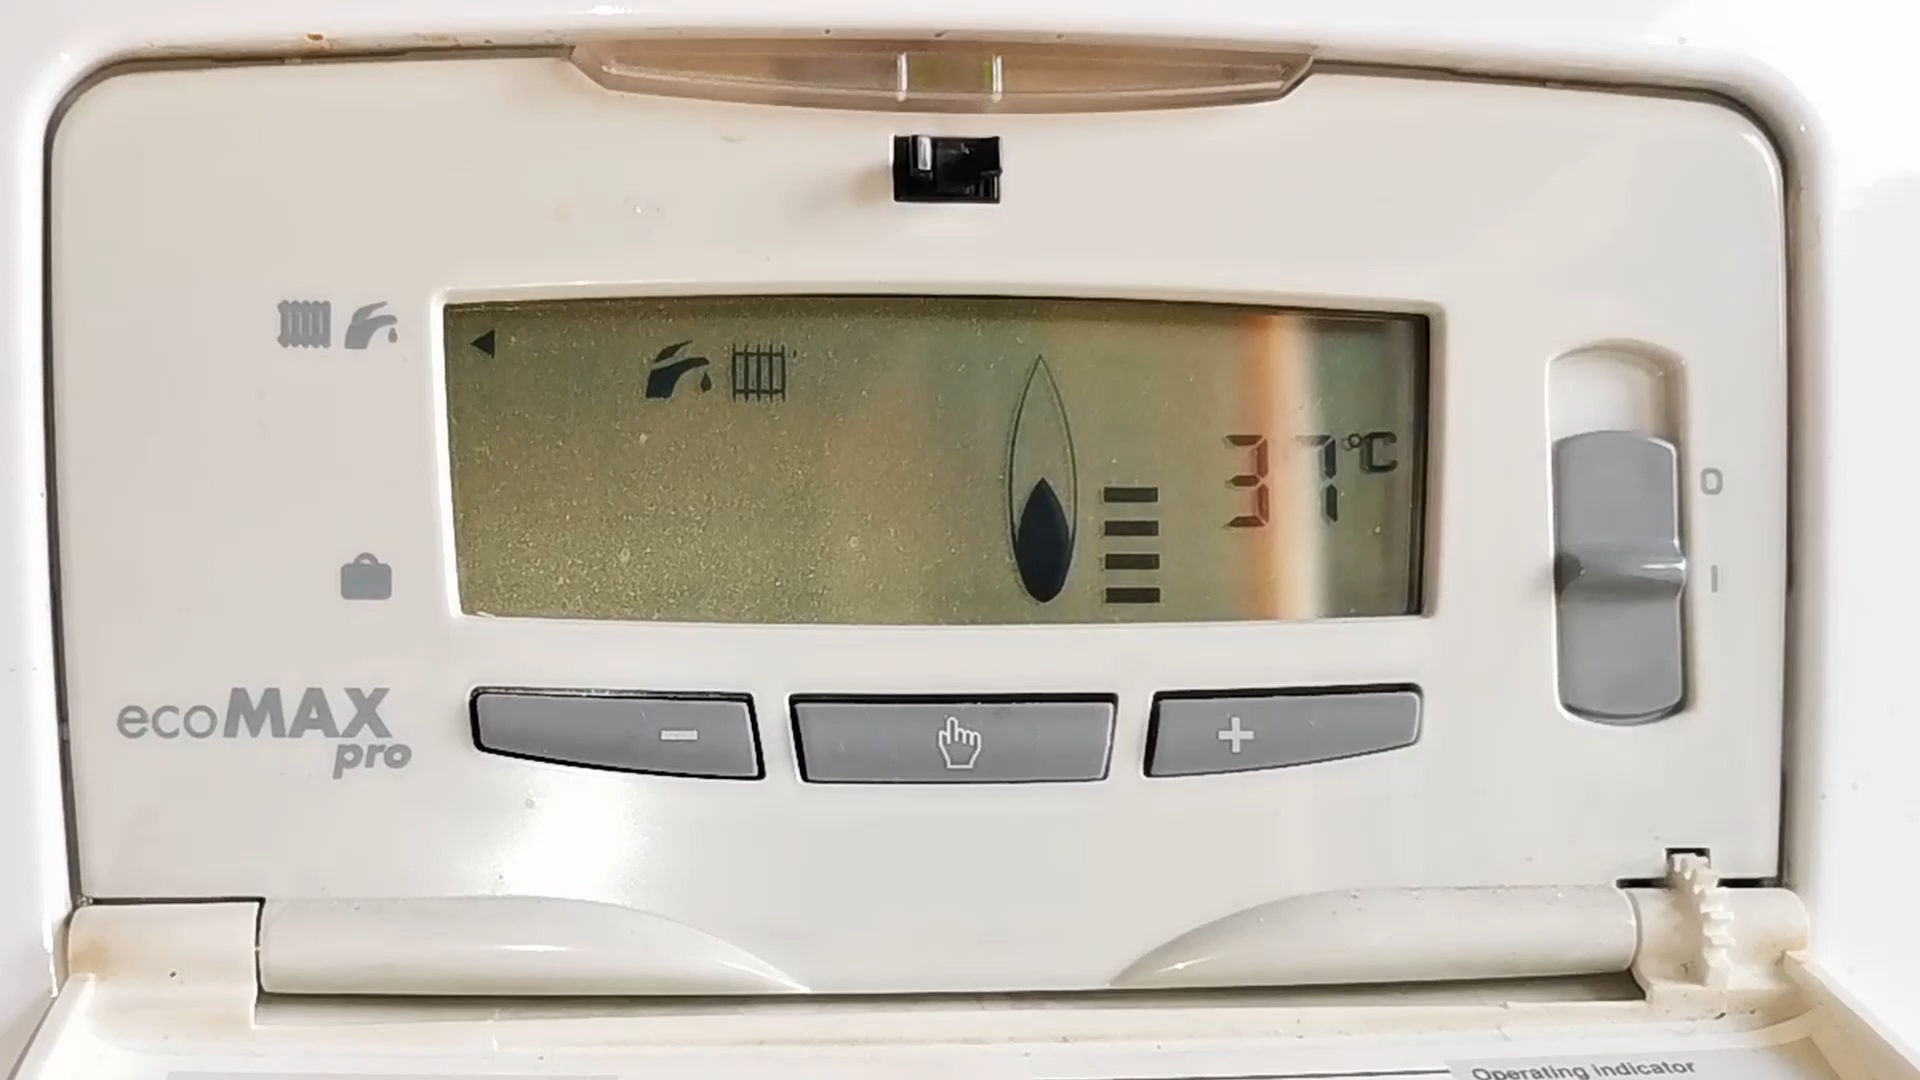 37°C
0
I
ecoMAX
pro
− +
Operating indicator